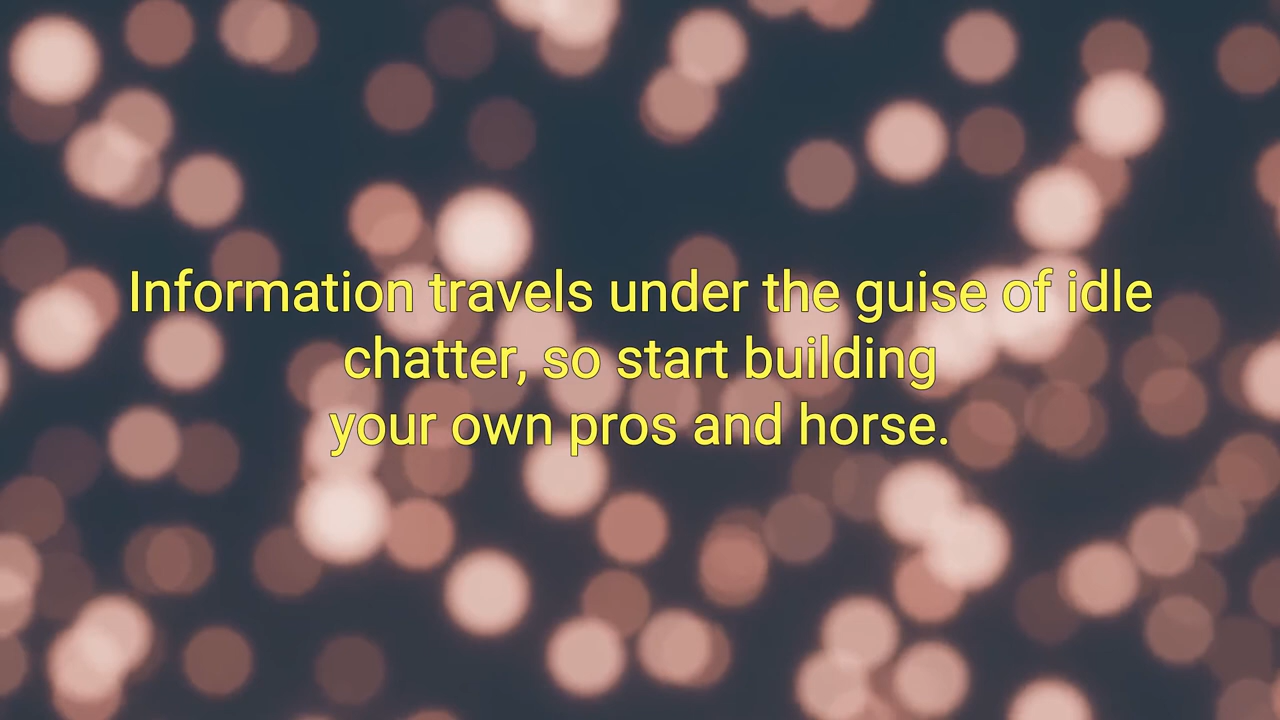 Information travels under the guise of idle
chatter, so start building
your own pros and horse.